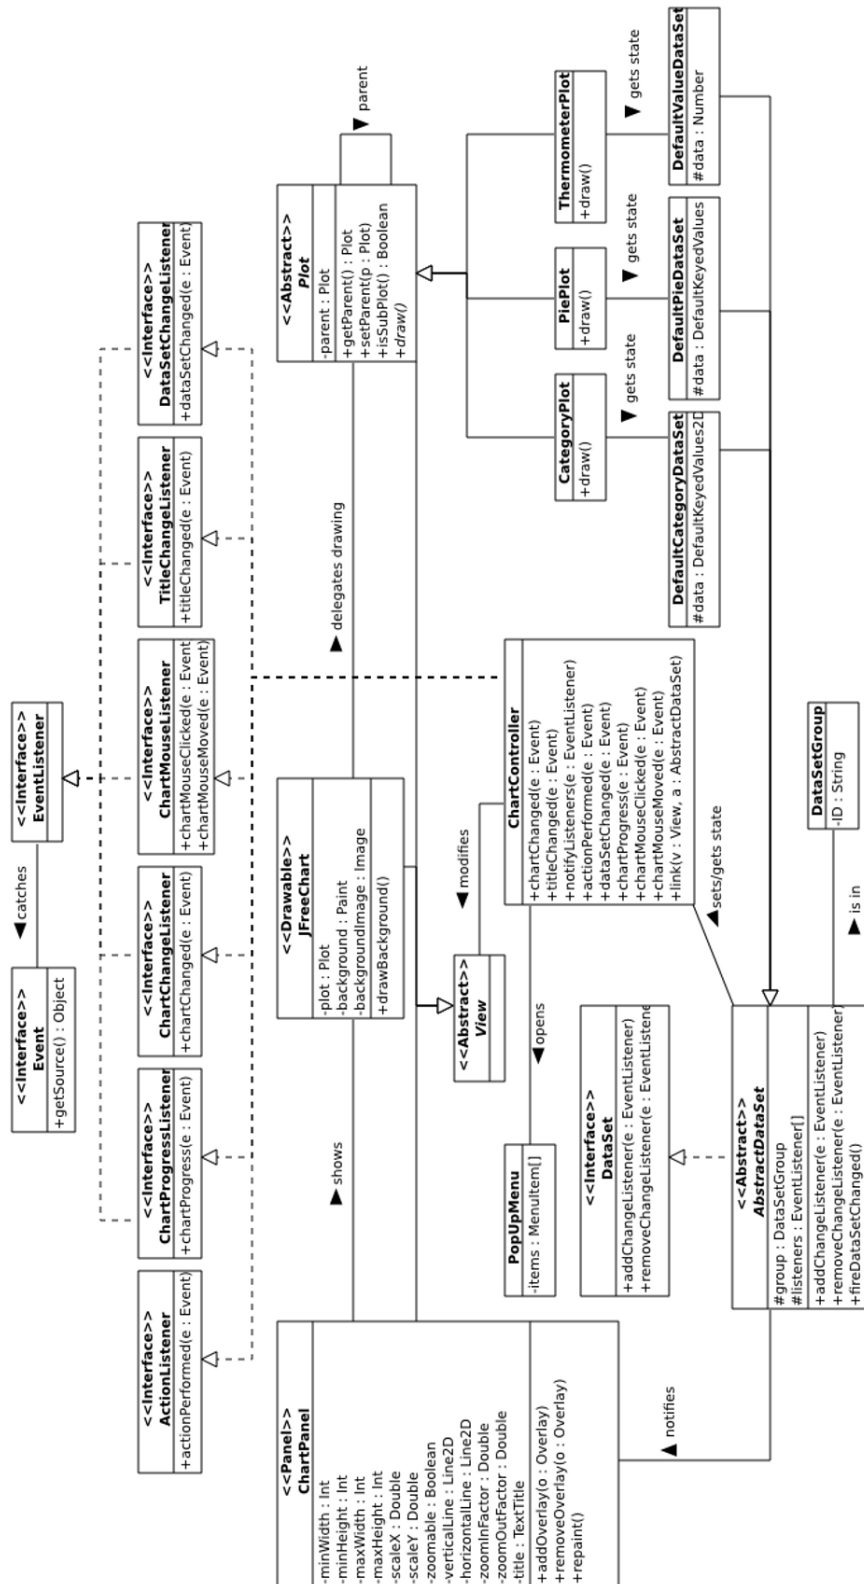 <<Interface>>
Event
+getSource() : Object
catches
<<Interface>>
EventListener
<<Interface>>
ActionListener
+actionPerformed(e : Event)
<<Interface>>
ChartProgressListener
+chartProgress(e : Event)
<<Interface>>
ChartChangeListener
+chartChanged(e : Event)
<<Interface>>
ChartMouseListener
+chartMouseClicked(e : Event
+chartMouseMoved(e : Event)
<<Interface>>
TitleChangeListener
+titleChanged(e : Event)
<<Interface>>
DataSetChangeListener
+dataSetChanged(e : Event)
<<Panel>>
ChartPanel
-minWidth : Int
-minHeight : Int
-maxWidth : Int
-maxHeight : Int
-scaleX : Double
-scaleY : Double
-zoomable : Boolean
-verticalLine : Line2D
-horizontalLine : Line2D
-zoomInFactor : Double
-zoomOutFactor : Double
-title : TextTitle
+addOverlay(o : Overlay)
+removeOverlay(o : Overlay)
+repaint()
shows
<<Drawable>>
JFreeChart
-plot : Plot
-background : Paint
-backgroundImage : Image
+drawBackground()
delegates drawing
<<Abstract>>
Plot
-parent : Plot
+getParent() : Plot
+setParent(p : Plot)
+isSubPlot() : Boolean
+draw()
parent
<<Abstract>>
View
modifies
ChartController
+chartChanged(e : Event)
+titleChanged(e : Event)
+notifyListeners(e : EventListener)
+actionPerformed(e : Event)
+dataSetChanged(e : Event)
+chartProgress(e : Event)
+chartMouseClicked(e : Event)
+chartMouseMoved(e : Event)
+link(v : View, a : AbstractDataSet)
opens
PopUpMenu
-items : MenuItem[]
CategoryPlot
+draw()
PiePlot
+draw()
ThermometerPlot
+draw()
gets state
gets state
gets state
DefaultCategoryDataSet
#data : DefaultKeyedValues2D
DefaultPieDataSet
#data : DefaultKeyedValues
DefaultValueDataSet
#data : Number
<<Interface>>
DataSet
+addChangeListener(e : EventListener)
+removeChangeListener(e : EventListene
sets/gets state
notifies
<<Abstract>>
AbstractDataSet
#group : DataSetGroup
#listeners : EventListener[]
+addChangeListener(e : EventListener)
+removeChangeListener(e : EventListener)
+fireDataSetChanged()
is in
DataSetGroup
-ID : String